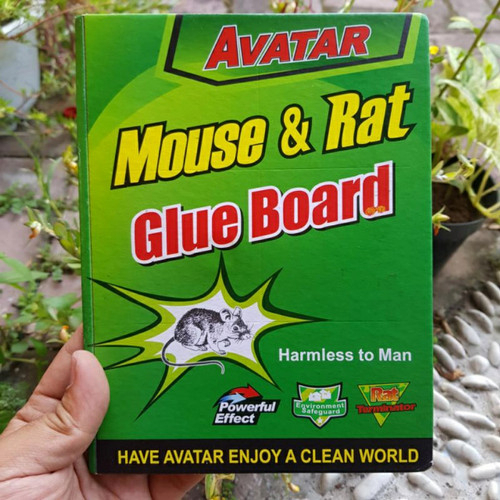 AVATAR
Mouse & Rat
Glue Board
Harmless to Man
Powerful
Effect
Environment
Safeguard
Rat
Terminator
HAVE AVATAR ENJOY A CLEAN WORLD